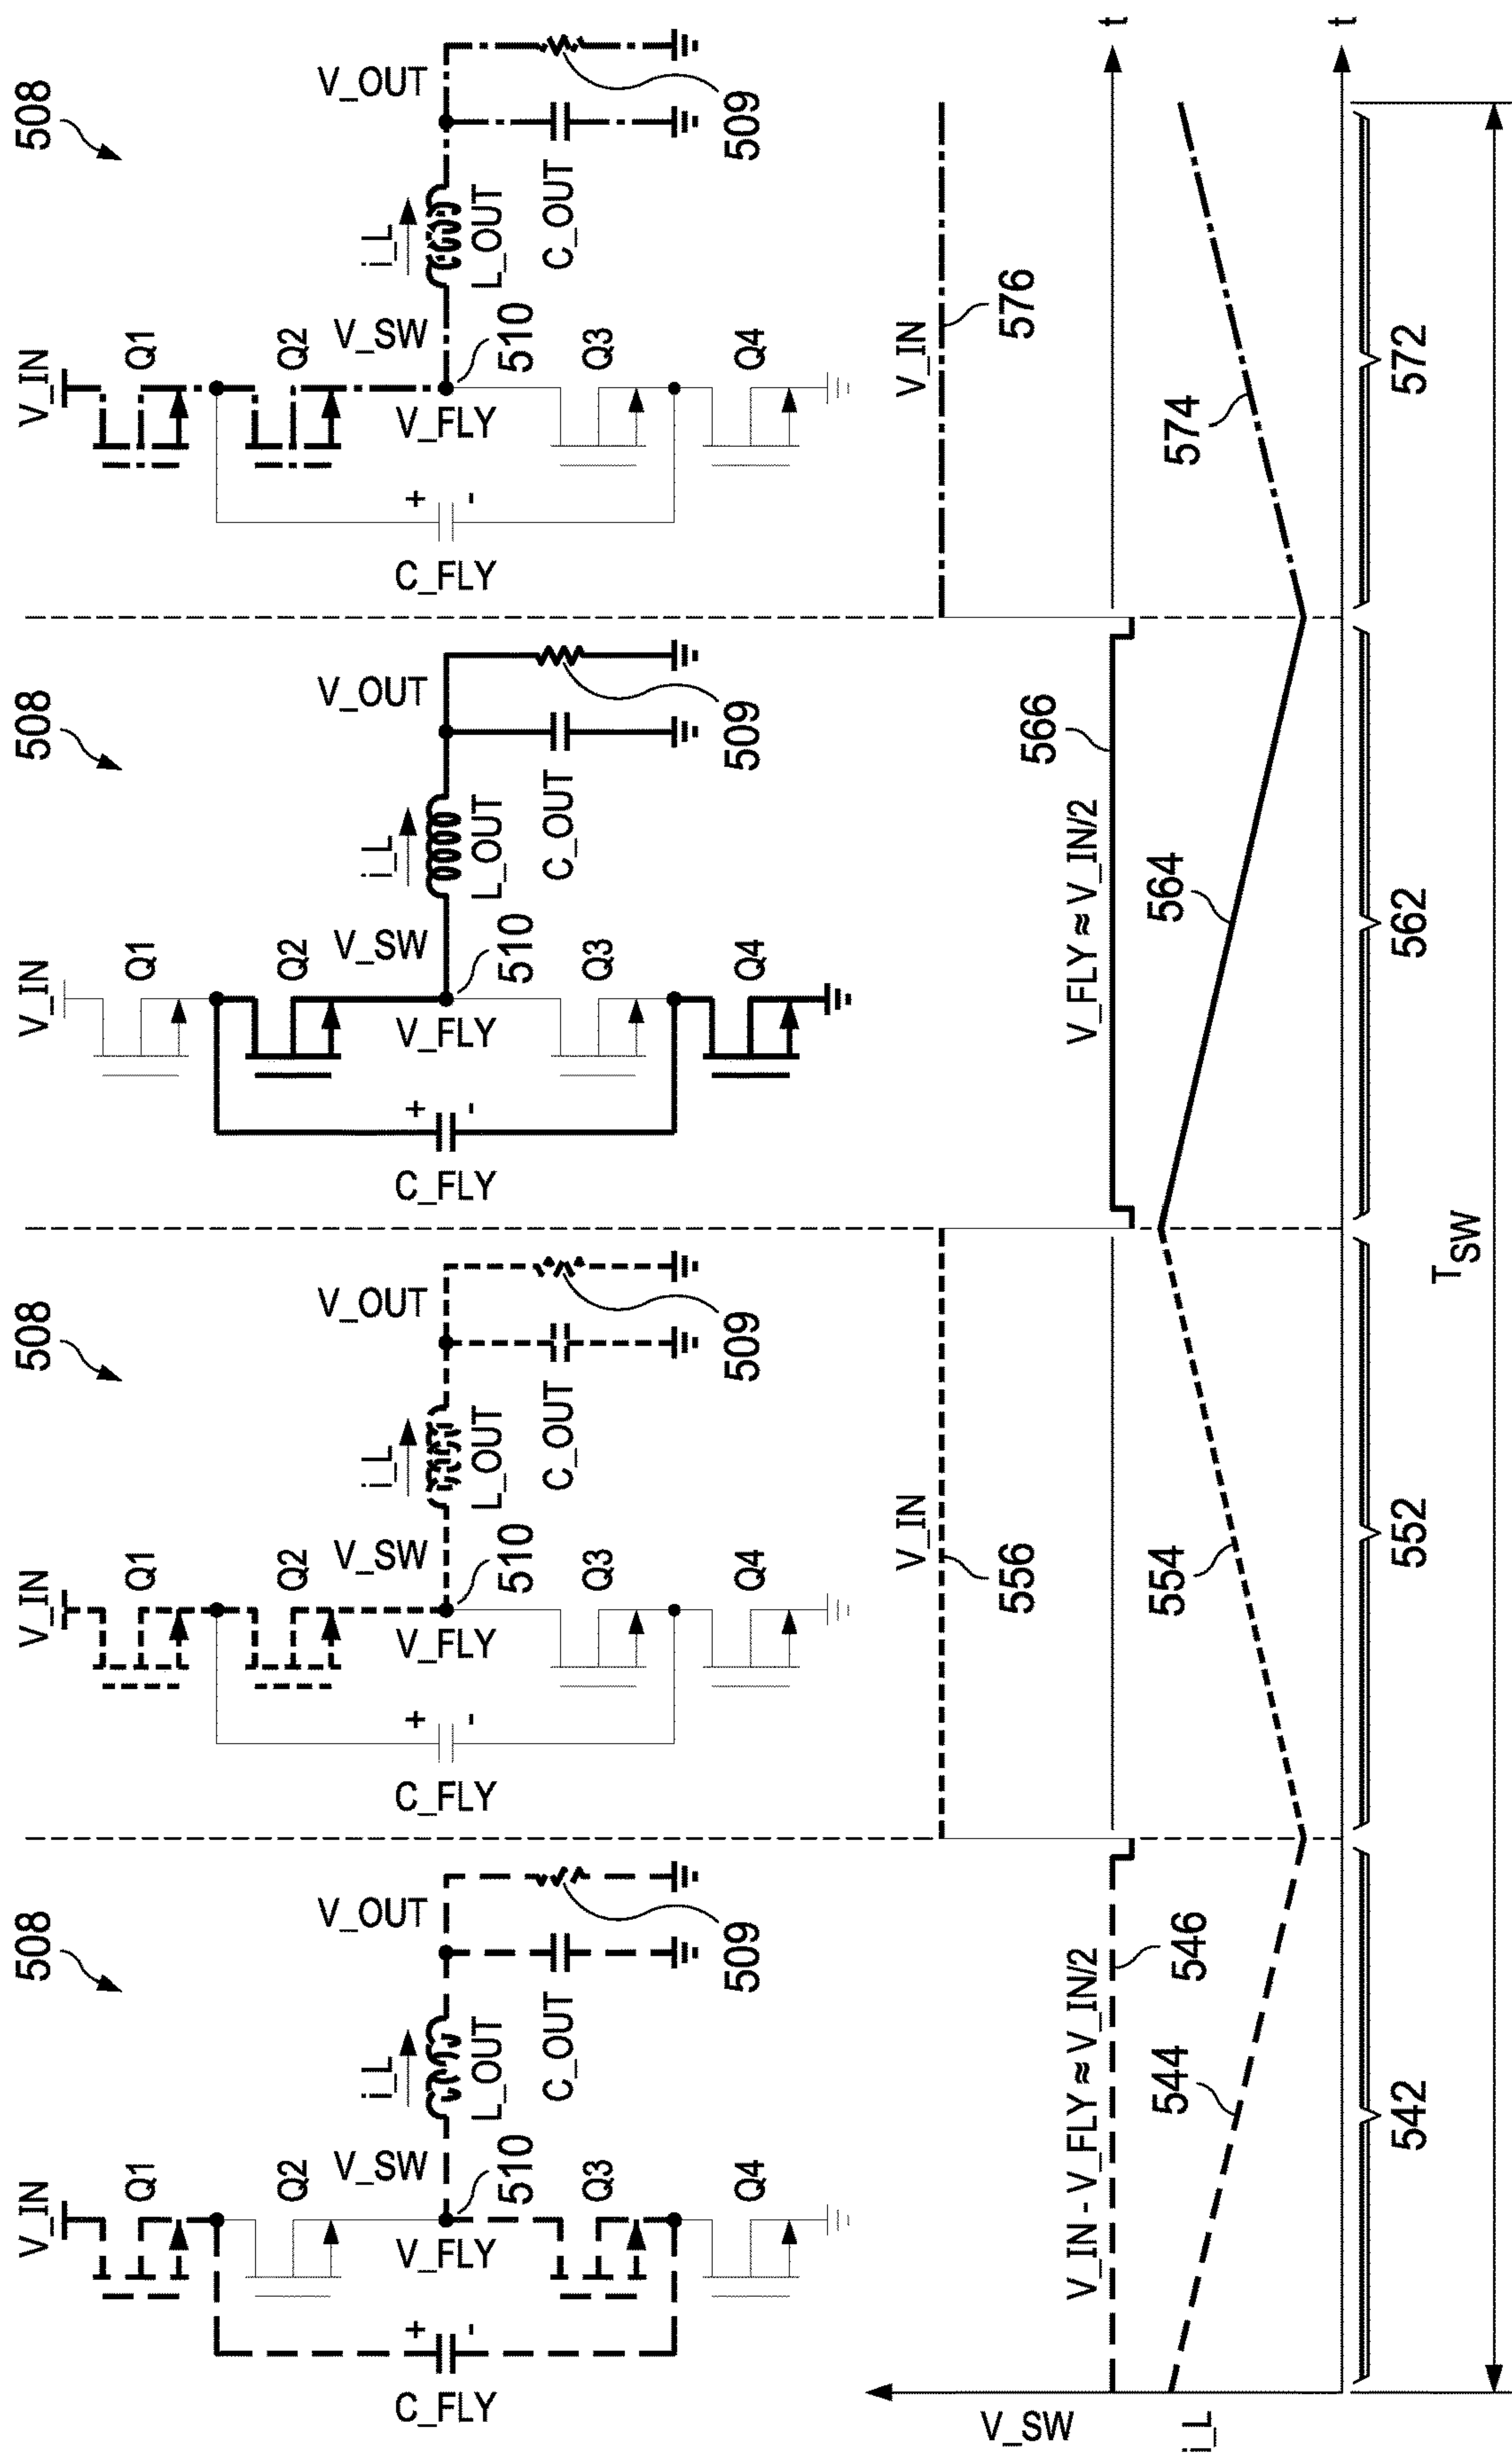 508
V_IN
Q1
Q2
V_OUT
i_L
V_SW
+
-
C_FLY
V_FLY
L_OUT
510
C_OUT
Q3
509
Q4
508
V_IN
Q1
Q2
V_OUT
i_L
V_SW
+
-
C_FLY
V_FLY
L_OUT
510
C_OUT
Q3
509
Q4
508
V_IN
Q1
Q2
V_OUT
i_L
V_SW
+
-
C_FLY
V_FLY
L_OUT
510
C_OUT
Q3
509
Q4
508
V_IN
Q1
Q2
V_OUT
i_L
V_SW
+
-
C_FLY
V_FLY
L_OUT
510
C_OUT
Q3
509
Q4
V_SW
V_IN - V_FLY ≈ V_IN/2
546
V_IN
556
V_FLY ≈ V_IN/2
566
V_IN
576
t
i_L
544
554
564
574
t
542
552
562
572
T_SW